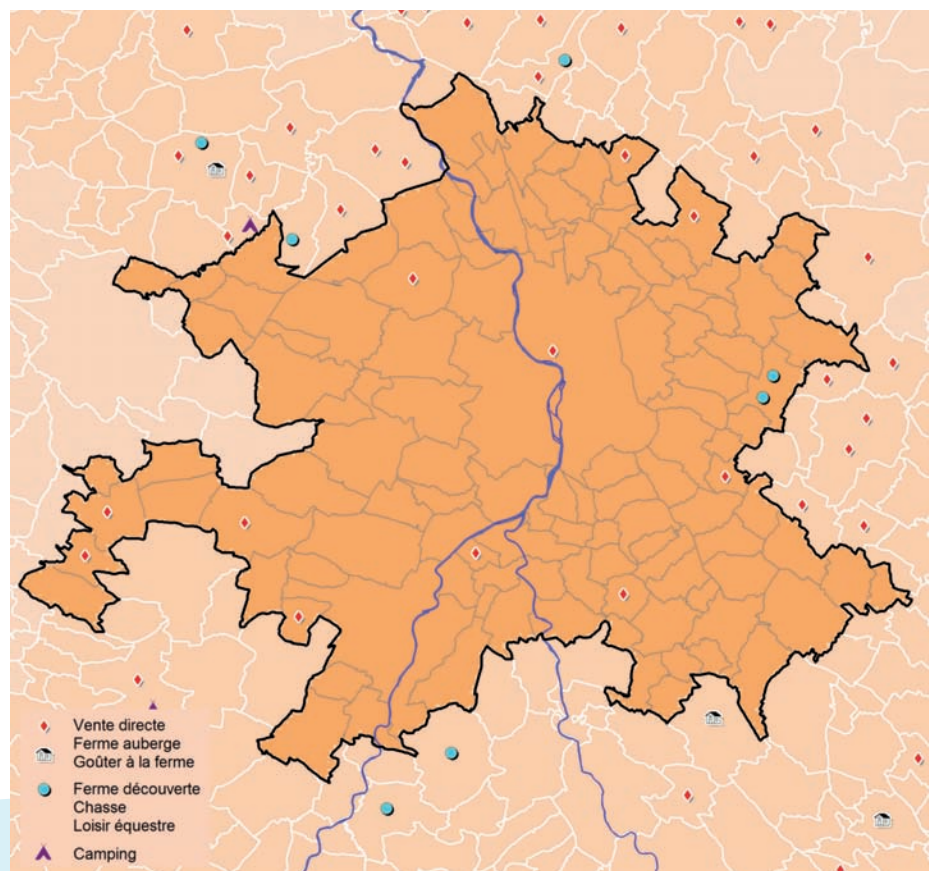 Vente directe
Ferme auberge
Goûter à la ferme
Ferme découverte
Chasse
Loisir équestre
Camping